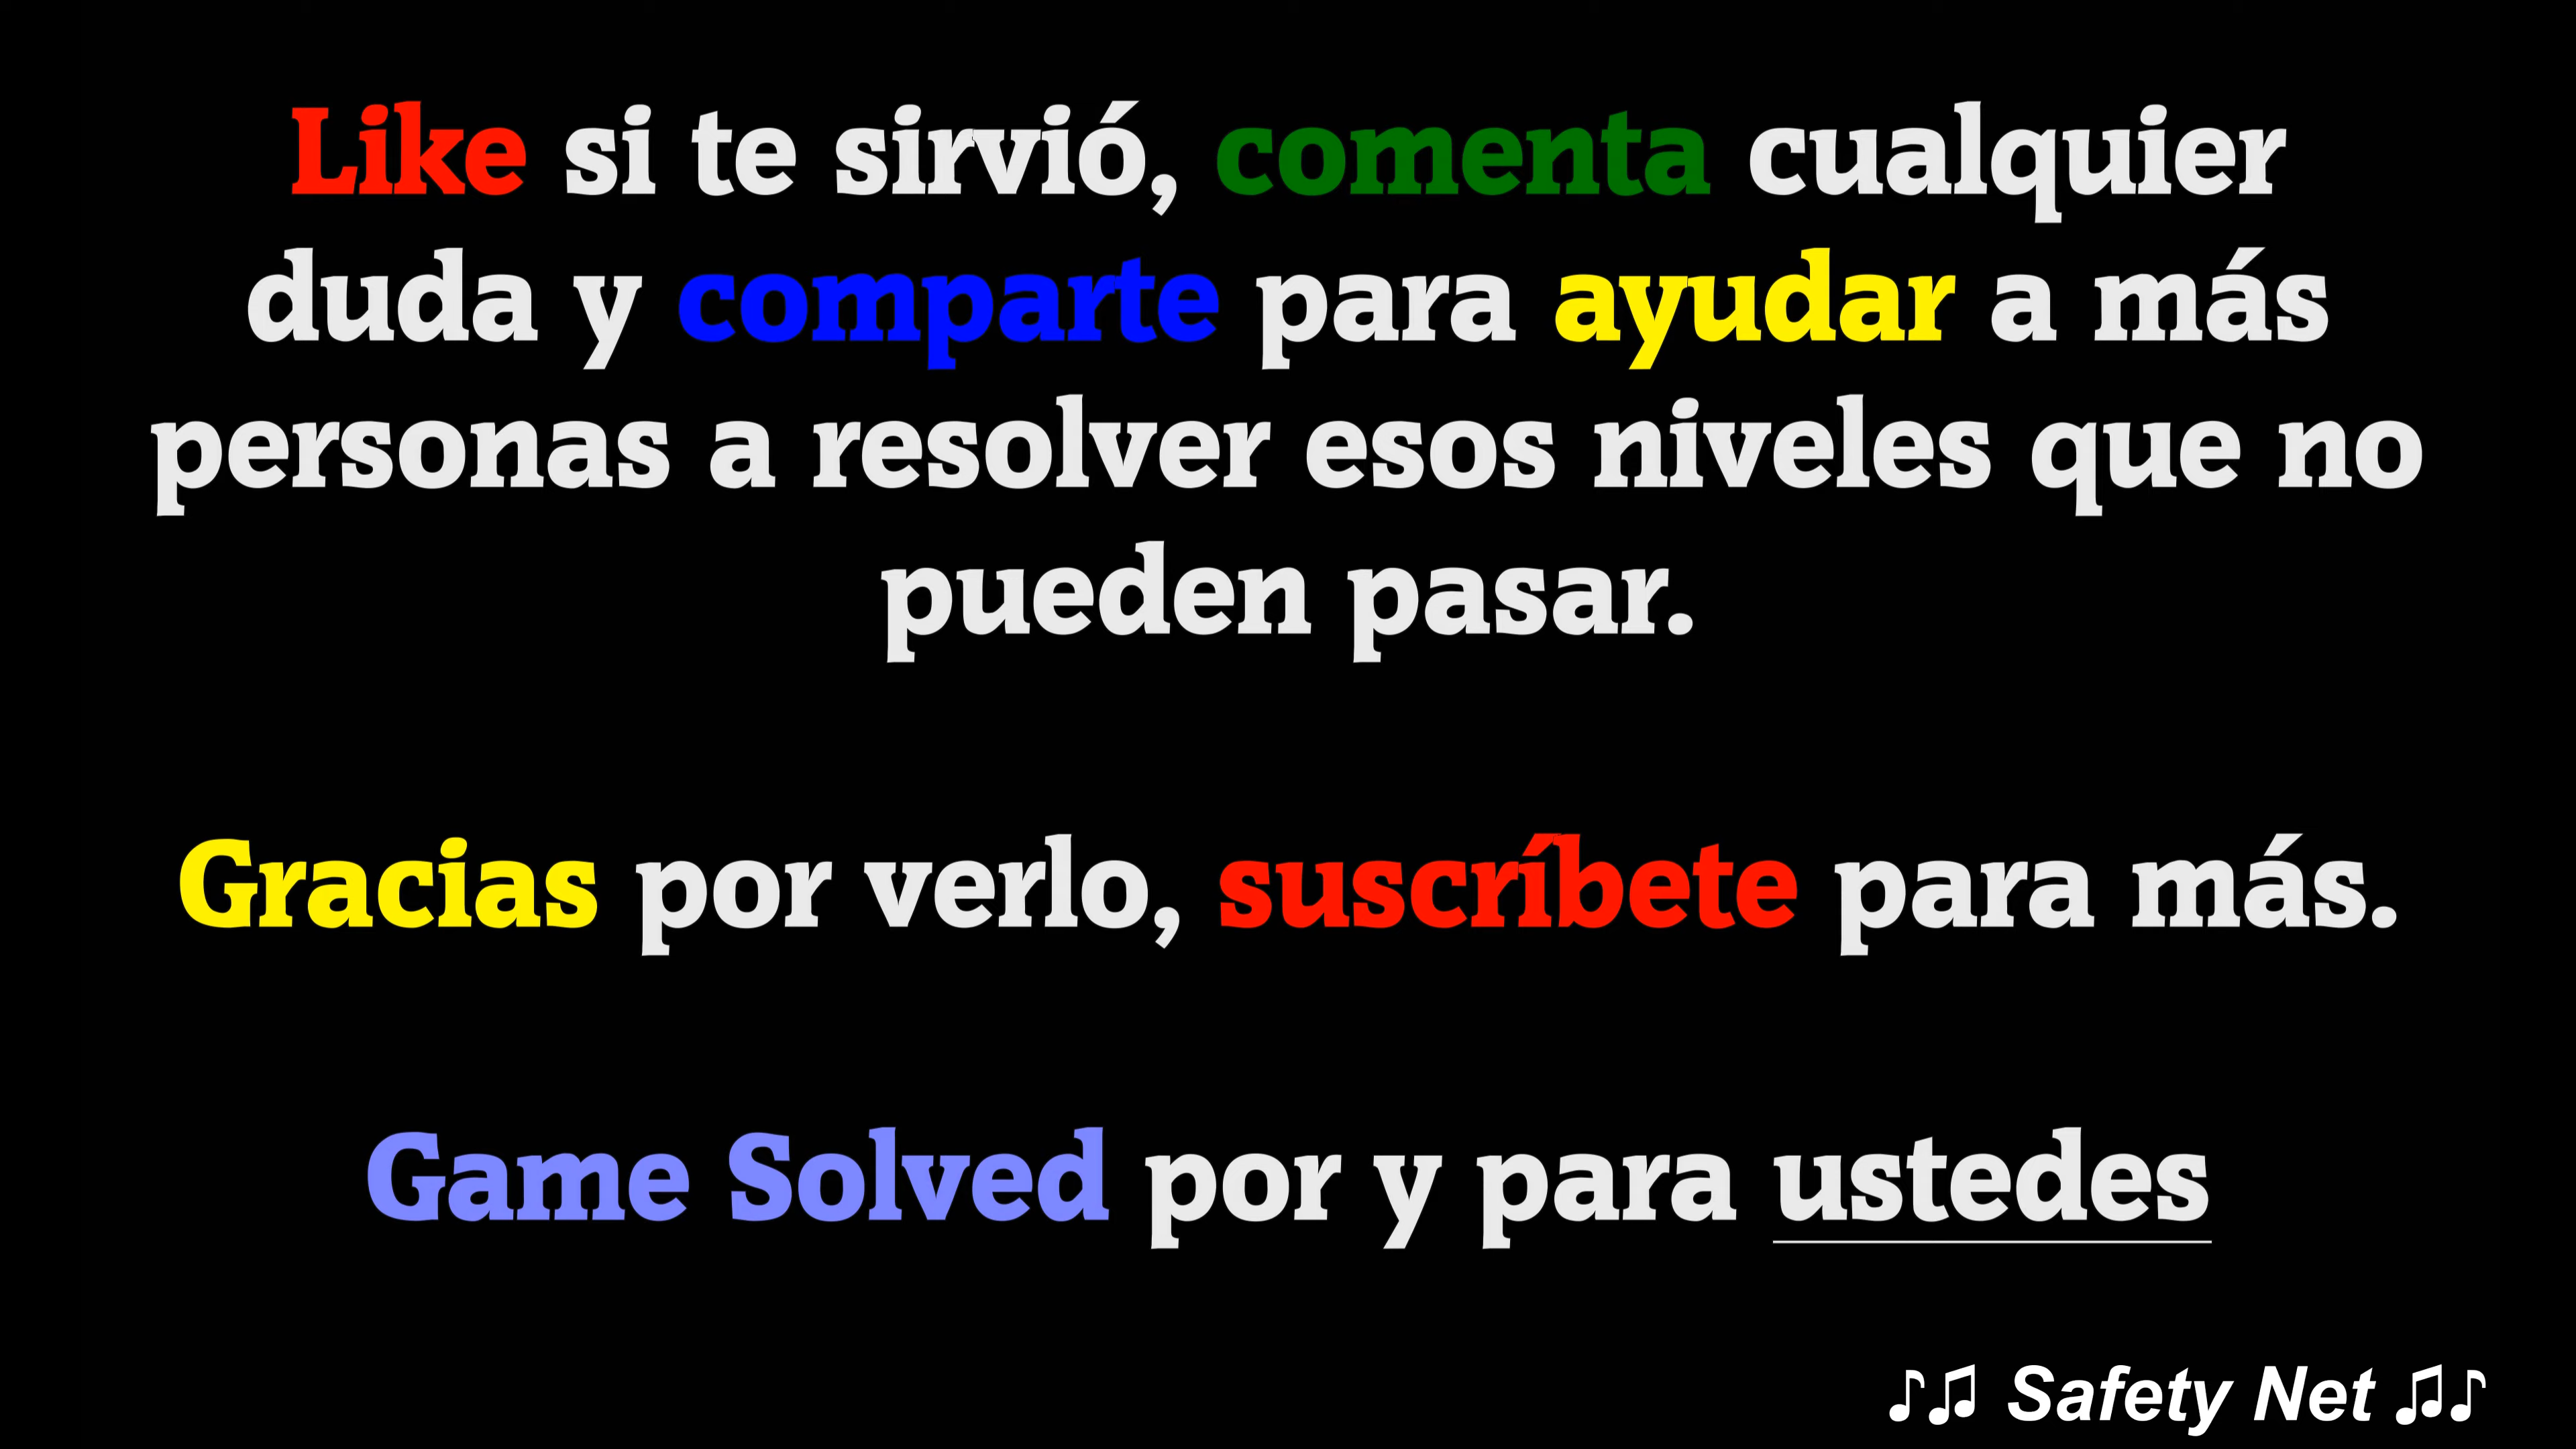 Like si te sirvió, comenta cualquier
duda y comparte para ayudar a más
personas a resolver esos niveles que no
pueden pasar.
Gracias por verlo, suscríbete para más.
Game Solved por y para ustedes
♪♫ Safety Net ♫♪